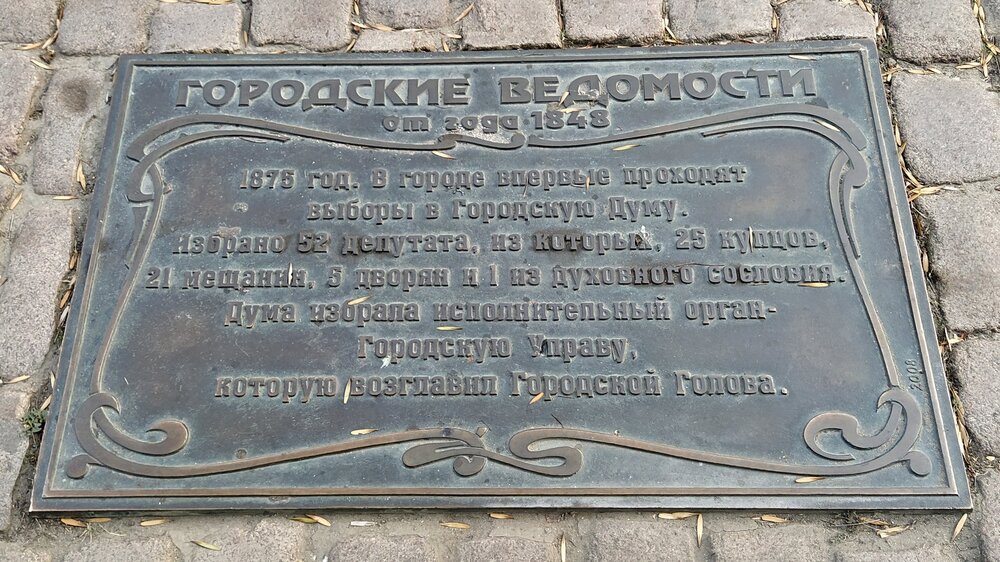 ГОРОДСКИЕ ВЕДОМОСТИ
от года 1848
1875 год. В городе впервые проходят
выборы в Городскую Думу.
Избрано 52 депутата, из которых, 25 купцов,
21 мещанин, 5 дворян и 1 из духовного сословия.
Дума избрала исполнительный орган-
Городскую Управу,
которую возглавил Городской Голова.
2008